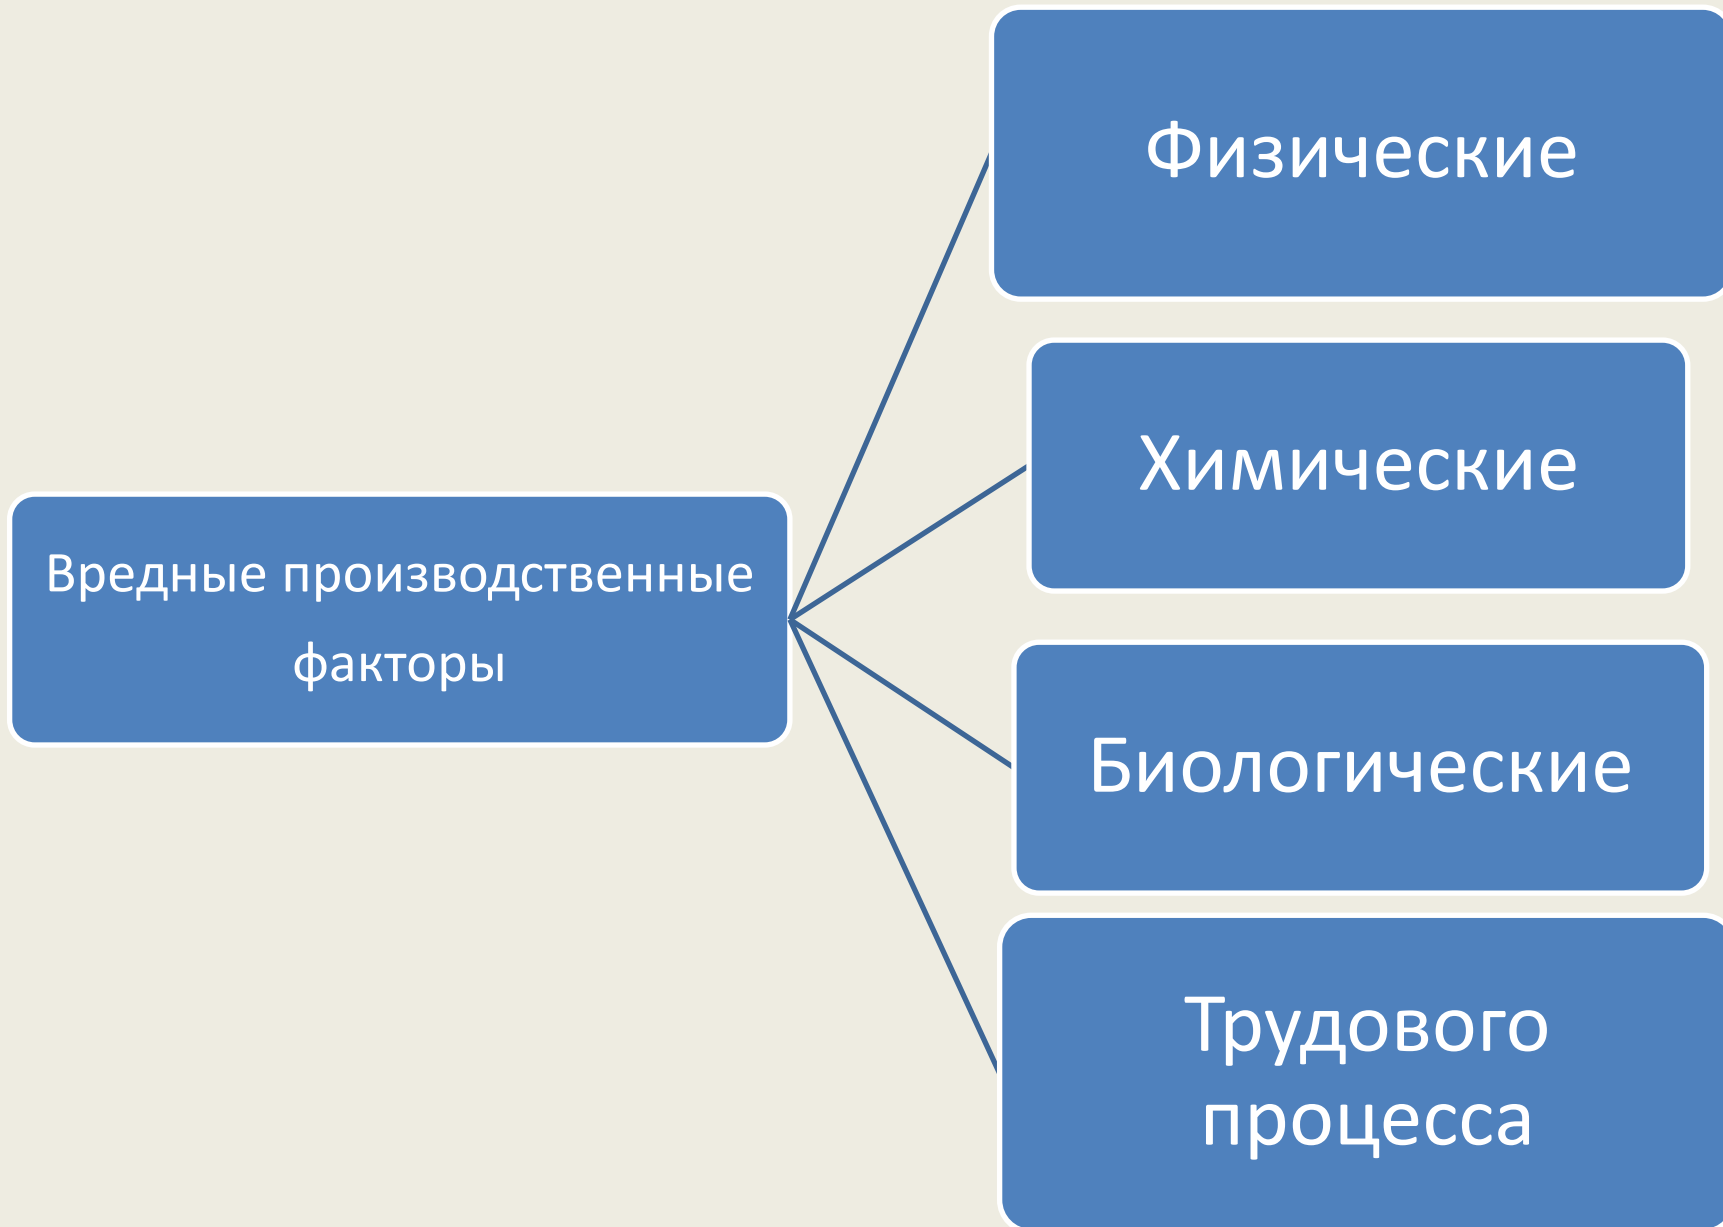 Физические
Химические
Вредные производственные
факторы
Биологические
Трудового
процесса